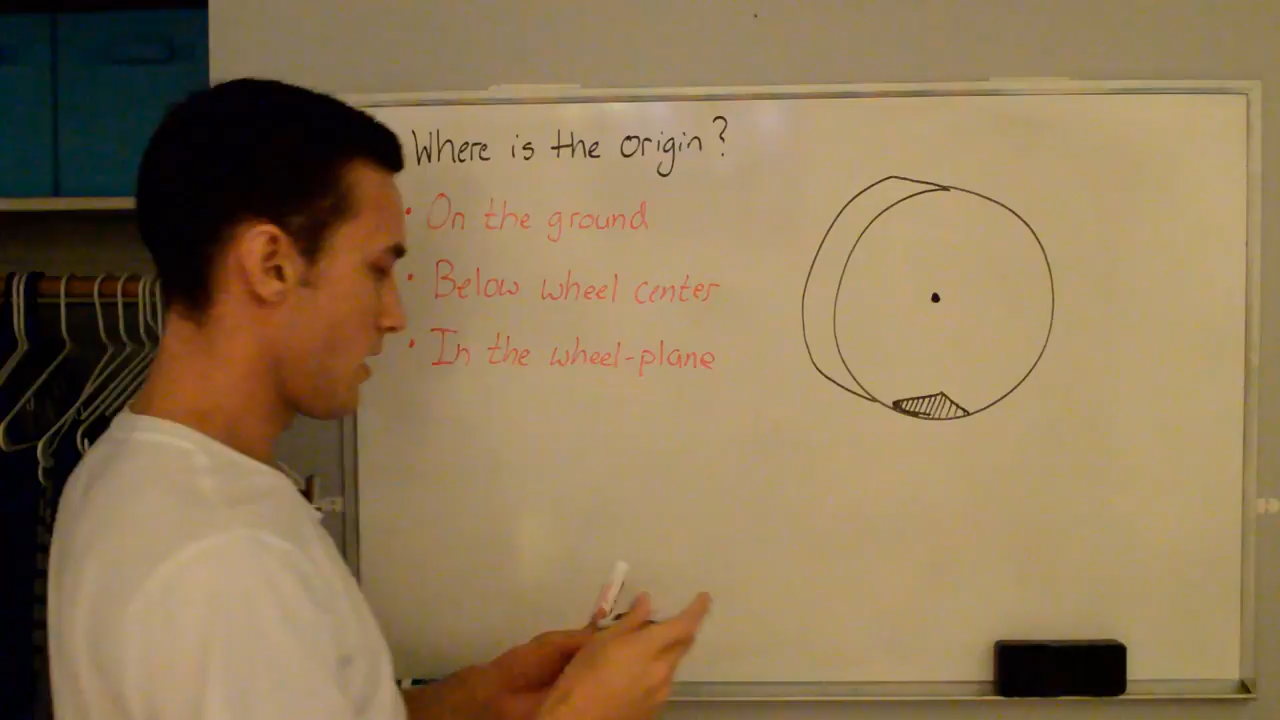 Where is the origin?
• On the ground
• Below wheel center
• In the wheel-plane